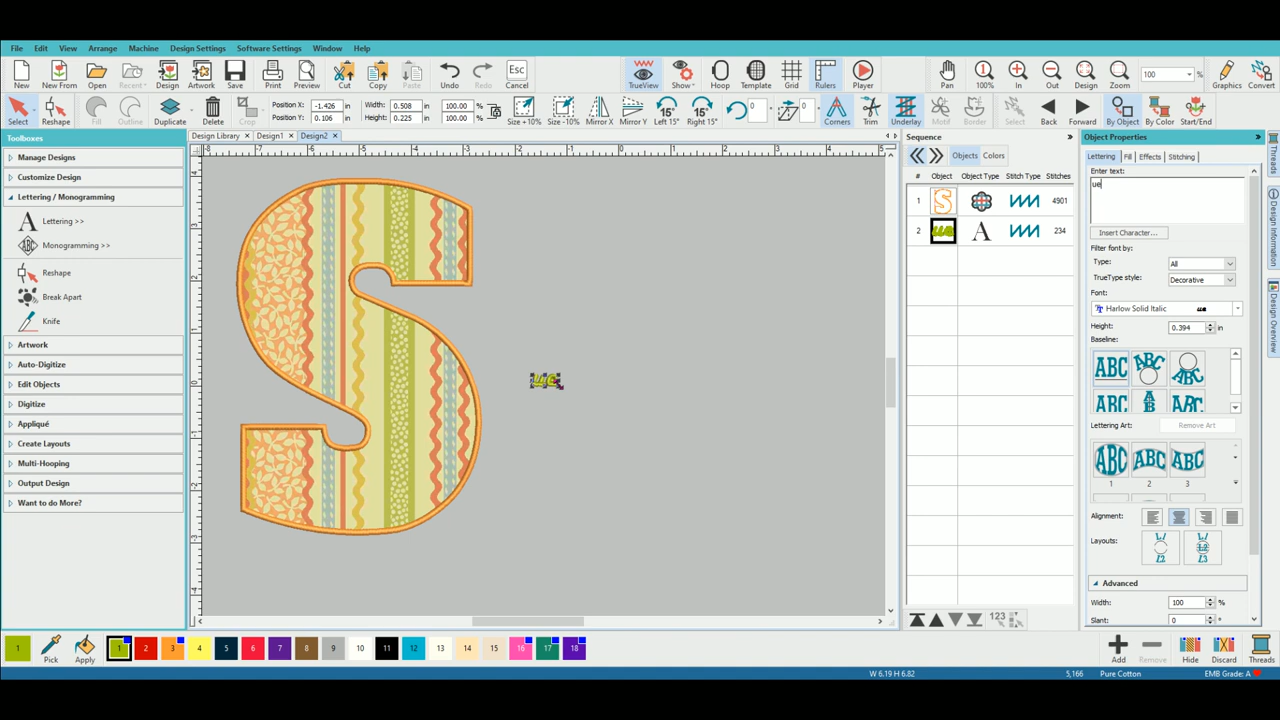 File Edit View Arrange Machine Design Settings Software Settings Window Help
New New From Open Recent Design Artwork Save Print Preview Cut Copy Paste Undo Redo Esc Cancel TrueView Show Hoop Template Grid Rulers Player Pan 100% In Out Design Zoom 100 % Graphics Convert
Select Reshape Fill Outline Duplicate Delete Crop Position X: -1.426 in Width: 0.508 in 100.00 % Size +10% Size -10% Mirror X Mirror Y Left 15° Right 15° 0 0 Corners Trim Underlay Motif Border Select Back Forward By Object By Color Start/End
Position Y: 0.106 in Height: 0.225 in 100.00 %
Toolboxes
Manage Designs
Customize Design
Lettering / Monogramming
Lettering >>
Monogramming >>
Reshape
Break Apart
Knife
Artwork
Auto-Digitize
Edit Objects
Digitize
Appliqué
Create Layouts
Multi-Hooping
Output Design
Want to do More?
Design Library Design1 Design2
S
ue
Sequence
Objects Colors
# Object Object Type Stitch Type Stitches
1 S 4901
2 ue A 234
123
Object Properties
Lettering Fill Effects Stitching
Enter text:
ue
Insert Character...
Filter font by:
Type: All
TrueType style: Decorative
Font:
Harlow Solid Italic ue
Height: 0.394 in
Baseline:
ABC ABC ABC
ABC ABC
Lettering Art: Remove Art
ABC ABC ABC
1 2 3
Alignment:
Layouts: L1 L2 L1 L2 L3
Advanced
Width: 100 %
Slant: 0 °
Threads
Design Information
Design Overview
1 Pick Apply 1 2 3 4 5 6 7 8 9 10 11 12 13 14 15 16 17 18 Add Remove Hide Discard Threads
W 6.19 H 6.82 5,166 Pure Cotton EMB Grade: A